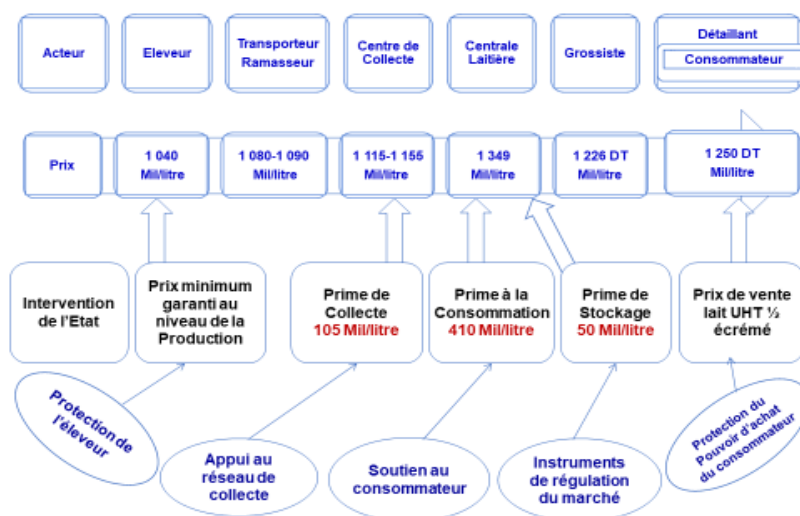 Acteur
Eleveur
Transporteur
Ramasseur
Centre de
Collecte
Centrale
Laitière
Grossiste
Détaillant
Consommateur
Prix
1 040
Mil/litre
1 080-1 090
Mil/litre
1 115-1 155
Mil/litre
1 349
Mil/litre
1 226 DT
Mil/litre
1 250 DT
Mil/litre
Intervention
de l'Etat
Prix minimum
garanti au
niveau de la
Production
Prime de
Collecte
105 Mil/litre
Prime à la
Consommation
410 Mil/litre
Prime de
Stockage
50 Mil/litre
Prix de vente
lait UHT ½
écrémé
Protection de
l'éleveur
Appui au
réseau de
collecte
Soutien au
consommateur
Instruments
de régulation
du marché
Protection du
Pouvoir d'achat
du consommateur